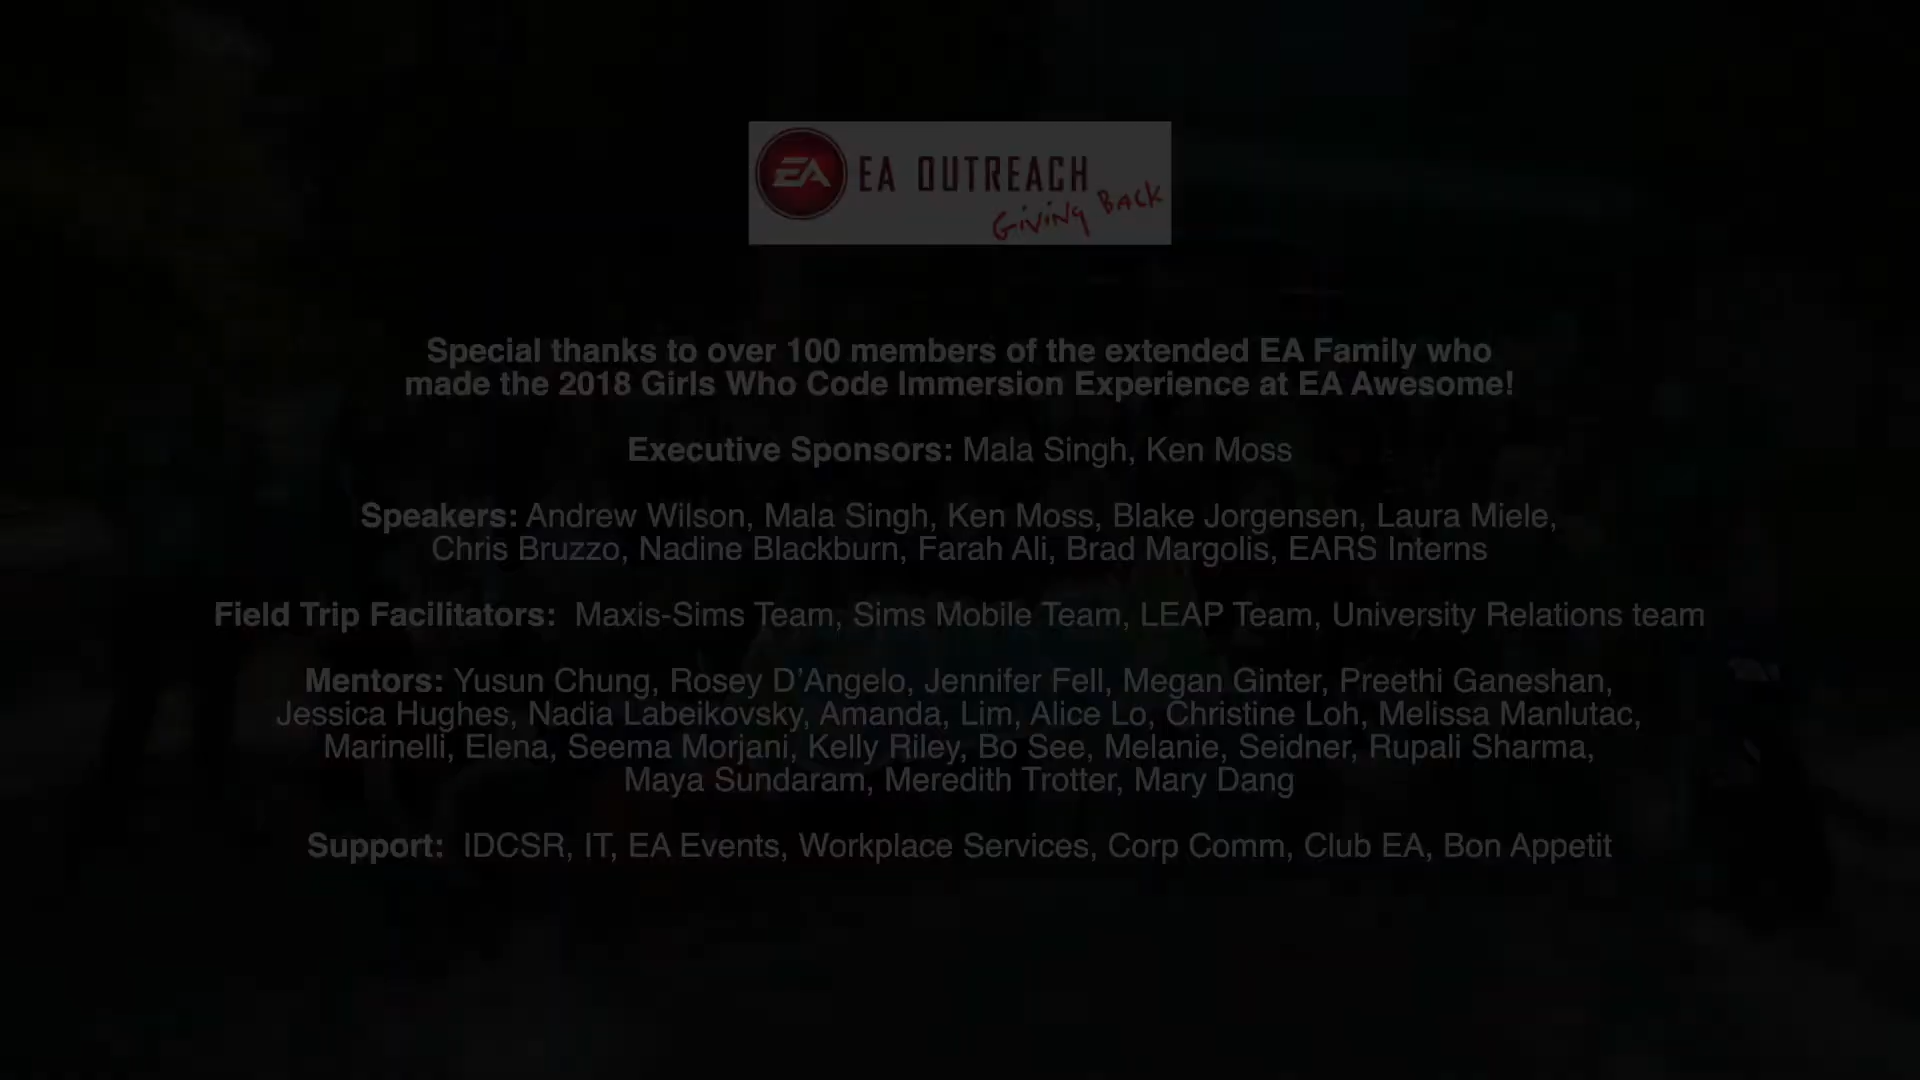 EA EA OUTREACH
Giving BACK
Special thanks to over 100 members of the extended EA Family who
made the 2018 Girls Who Code Immersion Experience at EA Awesome!
Executive Sponsors: Mala Singh, Ken Moss
Speakers: Andrew Wilson, Mala Singh, Ken Moss, Blake Jorgensen, Laura Miele,
Chris Bruzzo, Nadine Blackburn, Farah Ali, Brad Margolis, EARS Interns
Field Trip Facilitators: Maxis-Sims Team, Sims Mobile Team, LEAP Team, University Relations team
Mentors: Yusun Chung, Rosey D’Angelo, Jennifer Fell, Megan Ginter, Preethi Ganeshan,
Jessica Hughes, Nadia Labeikovsky, Amanda, Lim, Alice Lo, Christine Loh, Melissa Manlutac,
Marinelli, Elena, Seema Morjani, Kelly Riley, Bo See, Melanie, Seidner, Rupali Sharma,
Maya Sundaram, Meredith Trotter, Mary Dang
Support: IDCSR, IT, EA Events, Workplace Services, Corp Comm, Club EA, Bon Appetit